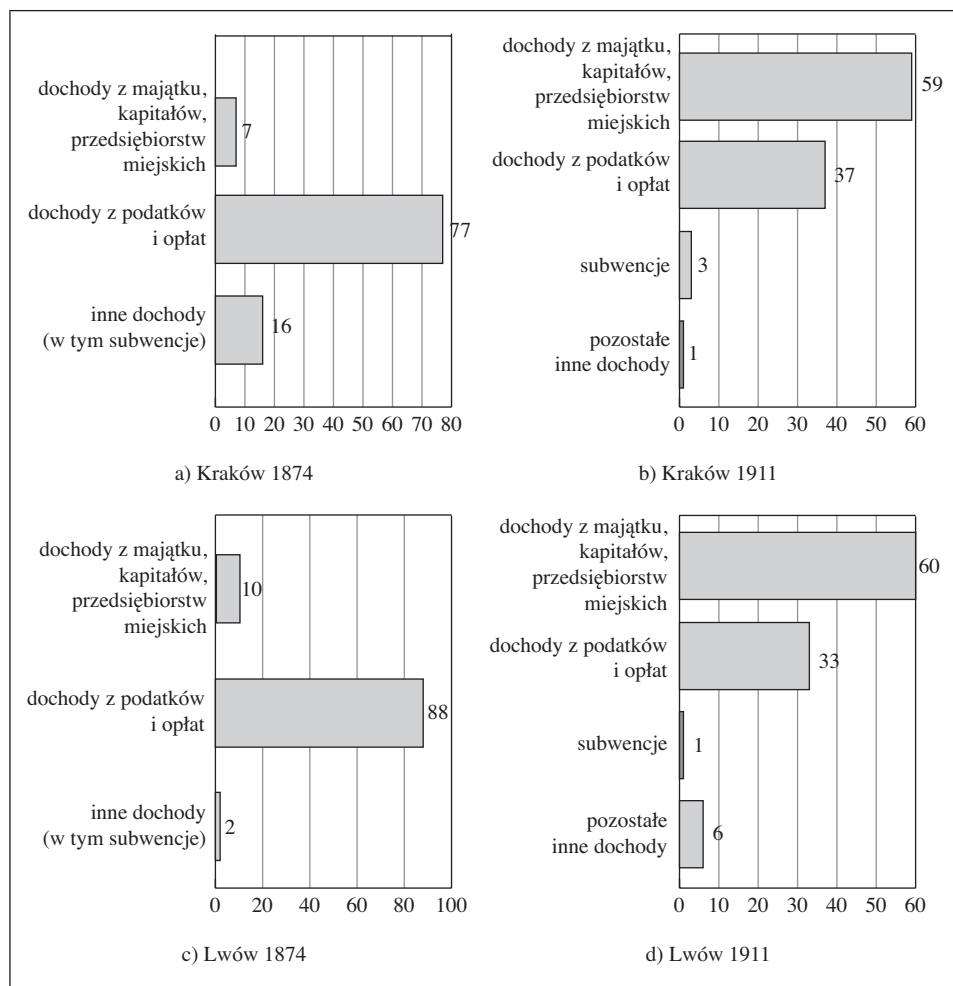 dochody z majątku,
kapitałów,
przedsiębiorstw
miejskich
7
dochody z podatków
i opłat
77
inne dochody
(w tym subwencje)
16
0 10 20 30 40 50 60 70 80
a) Kraków 1874
dochody z majątku,
kapitałów,
przedsiębiorstw
miejskich
59
dochody z podatków
i opłat
37
subwencje
3
pozostałe
inne dochody
1
0 10 20 30 40 50 60
b) Kraków 1911
dochody z majątku,
kapitałów,
przedsiębiorstw
miejskich
10
dochody z podatków
i opłat
88
inne dochody
(w tym subwencje)
2
0 20 40 60 80 100
c) Lwów 1874
dochody z majątku,
kapitałów,
przedsiębiorstw
miejskich
60
dochody z podatków
i opłat
33
subwencje
1
pozostałe
inne dochody
6
0 10 20 30 40 50 60
d) Lwów 1911